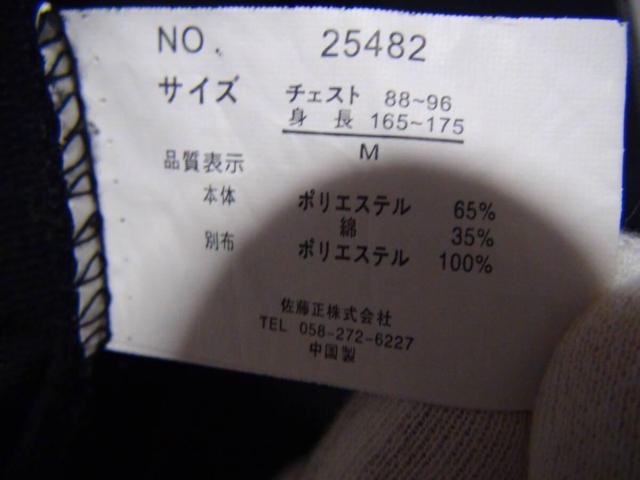 NO. 25482
サイズ チェスト 88~96
身 長 165~175
M
品質表示
本体 ポリエステル 65%
綿 35%
別布 ポリエステル 100%
佐藤正株式会社
TEL 058-272-6227
中国製